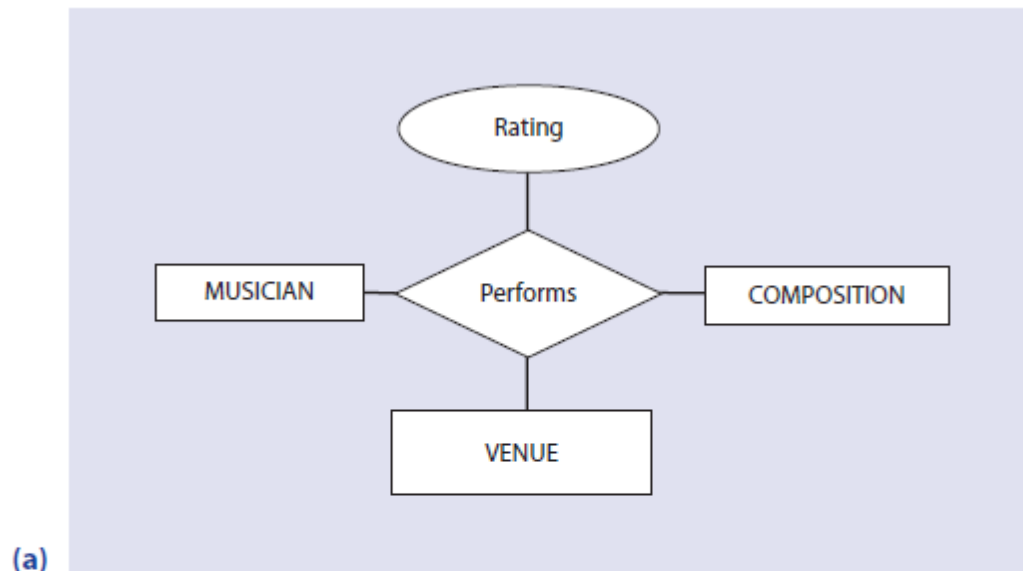 Rating
MUSICIAN
Performs
COMPOSITION
VENUE
(a)